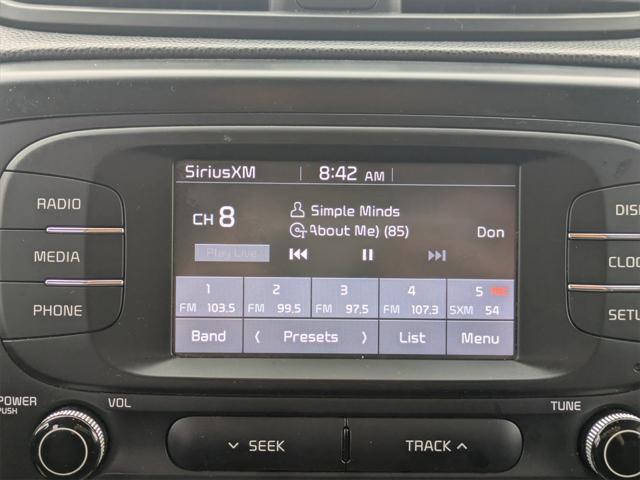 SiriusXM 8:42 AM
CH 8
Simple Minds
About Me) (85) Don
Play Live
1 2 3 4 5
FM 103.5 FM 99.5 FM 97.5 FM 107.3 SXM 54
Band Presets List Menu
RADIO
MEDIA
PHONE
DISP
CLOC
SETU
POWER
PUSH
VOL
SEEK
TRACK
TUNE